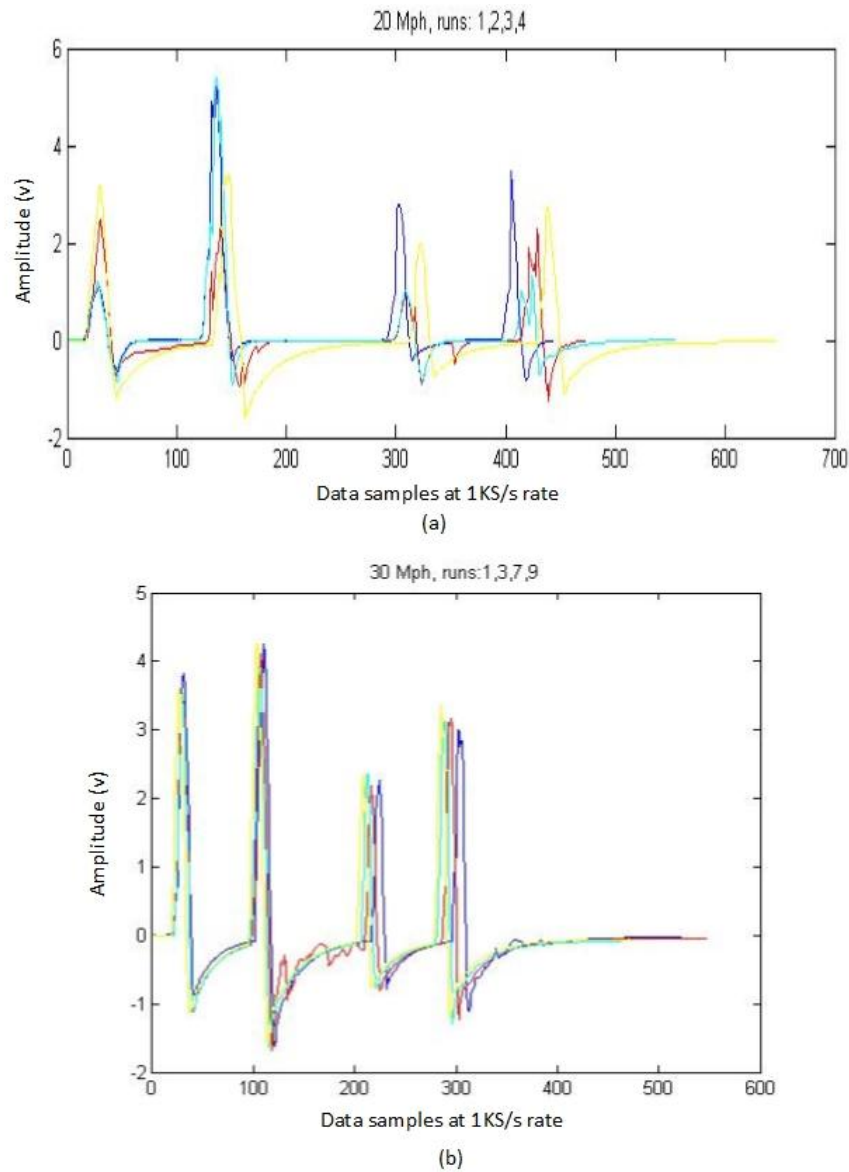 20 Mph, runs: 1,2,3,4
6
4
2
0
-2
Amplitude (v)
0 100 200 300 400 500 600 700
Data samples at 1KS/s rate
(a)
30 Mph, runs:1,3,7,9
5
4
3
2
1
0
-1
-2
Amplitude (v)
0 100 200 300 400 500 600
Data samples at 1KS/s rate
(b)